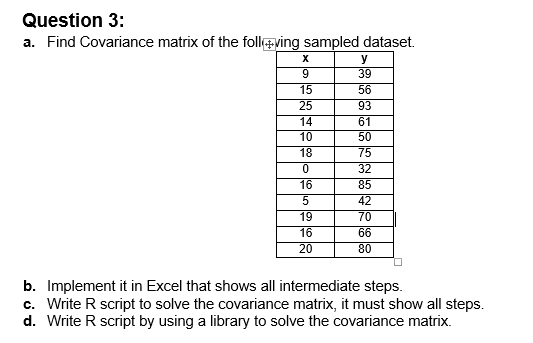 Question 3:
a. Find Covariance matrix of the following sampled dataset.
x y
9 39
15 56
25 93
14 61
10 50
18 75
0 32
16 85
5 42
19 70
16 66
20 80
b. Implement it in Excel that shows all intermediate steps.
c. Write R script to solve the covariance matrix, it must show all steps.
d. Write R script by using a library to solve the covariance matrix.